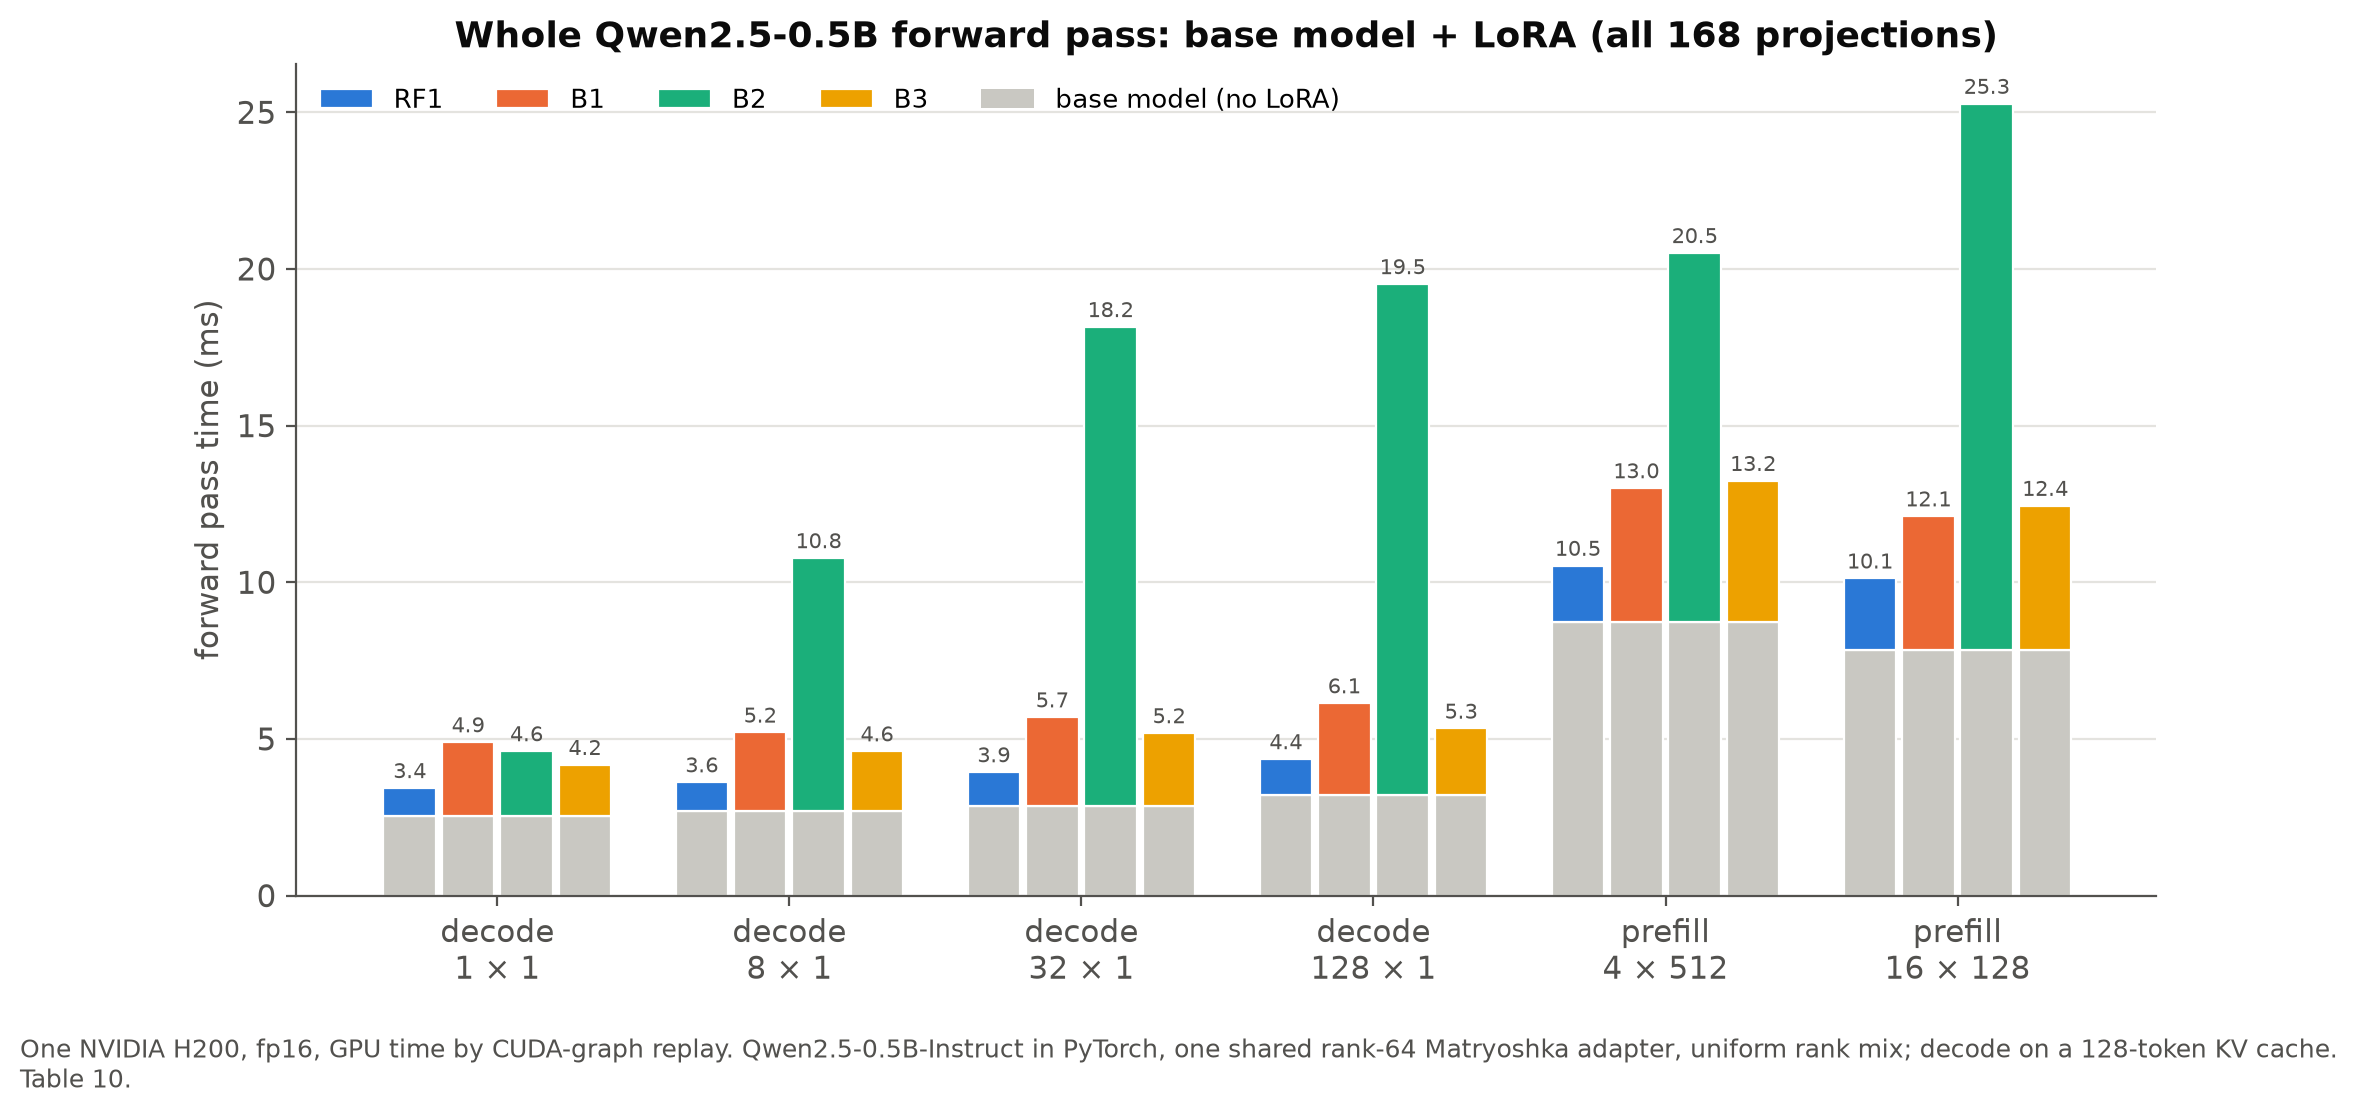 Whole Qwen2.5-0.5B forward pass: base model + LoRA (all 168 projections)
RF1 B1 B2 B3 base model (no LoRA)
forward pass time (ms)
25
20
15
10
5
0
3.4 4.9 4.6 4.2
3.6 5.2 10.8 4.6
3.9 5.7 18.2 5.2
4.4 6.1 19.5 5.3
10.5 13.0 20.5 13.2
10.1 12.1 25.3 12.4
decode
1 × 1
decode
8 × 1
decode
32 × 1
decode
128 × 1
prefill
4 × 512
prefill
16 × 128
One NVIDIA H200, fp16, GPU time by CUDA-graph replay. Qwen2.5-0.5B-Instruct in PyTorch, one shared rank-64 Matryoshka adapter, uniform rank mix; decode on a 128-token KV cache.
Table 10.